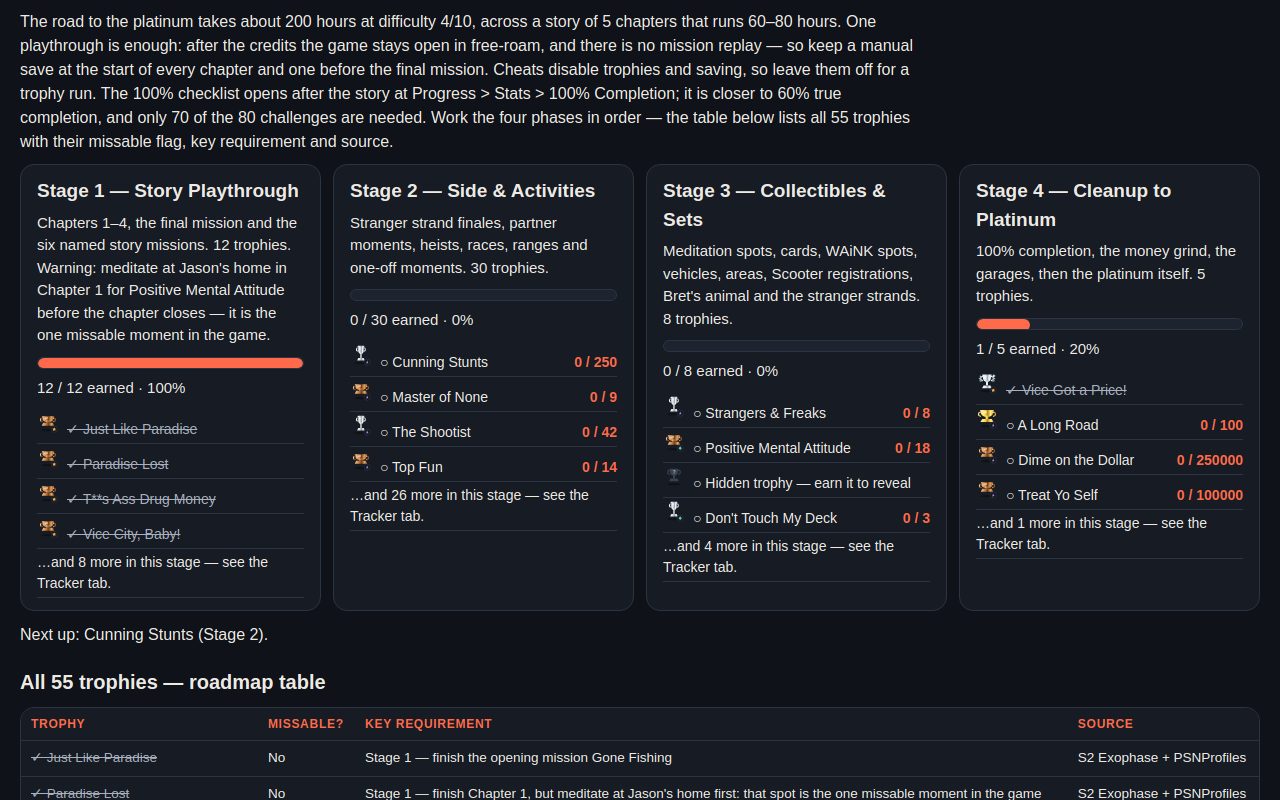 The road to the platinum takes about 200 hours at difficulty 4/10, across a story of 5 chapters that runs 60–80 hours. One
playthrough is enough: after the credits the game stays open in free-roam, and there is no mission replay — so keep a manual
save at the start of every chapter and one before the final mission. Cheats disable trophies and saving, so leave them off for a
trophy run. The 100% checklist opens after the story at Progress > Stats > 100% Completion; it is closer to 60% true
completion, and only 70 of the 80 challenges are needed. Work the four phases in order — the table below lists all 55 trophies
with their missable flag, key requirement and source.
Stage 1 — Story Playthrough
Chapters 1–4, the final mission and the
six named story missions. 12 trophies.
Warning: meditate at Jason's home in
Chapter 1 for Positive Mental Attitude
before the chapter closes — it is the
one missable moment in the game.
12 / 12 earned · 100%
✓ Just Like Paradise
✓ Paradise Lost
✓ T**s Ass Drug Money
✓ Vice City, Baby!
…and 8 more in this stage — see the
Tracker tab.
Stage 2 — Side & Activities
Stranger strand finales, partner
moments, heists, races, ranges and
one-off moments. 30 trophies.
0 / 30 earned · 0%
○ Cunning Stunts 0 / 250
○ Master of None 0 / 9
○ The Shootist 0 / 42
○ Top Fun 0 / 14
…and 26 more in this stage — see the
Tracker tab.
Stage 3 — Collectibles &
Sets
Meditation spots, cards, WAiNK spots,
vehicles, areas, Scooter registrations,
Bret's animal and the stranger strands.
8 trophies.
0 / 8 earned · 0%
○ Strangers & Freaks 0 / 8
○ Positive Mental Attitude 0 / 18
○ Hidden trophy — earn it to reveal
○ Don't Touch My Deck 0 / 3
…and 4 more in this stage — see the
Tracker tab.
Stage 4 — Cleanup to
Platinum
100% completion, the money grind, the
garages, then the platinum itself. 5
trophies.
1 / 5 earned · 20%
✓ Vice Got a Price!
○ A Long Road 0 / 100
○ Dime on the Dollar 0 / 250000
○ Treat Yo Self 0 / 100000
…and 1 more in this stage — see the
Tracker tab.
Next up: Cunning Stunts (Stage 2).
All 55 trophies — roadmap table
TROPHY MISSABLE? KEY REQUIREMENT SOURCE
✓ Just Like Paradise No Stage 1 — finish the opening mission Gone Fishing S2 Exophase + PSNProfiles
✓ Paradise Lost No Stage 1 — finish Chapter 1, but meditate at Jason's home first: that spot is the one missable moment in the game S2 Exophase + PSNProfiles